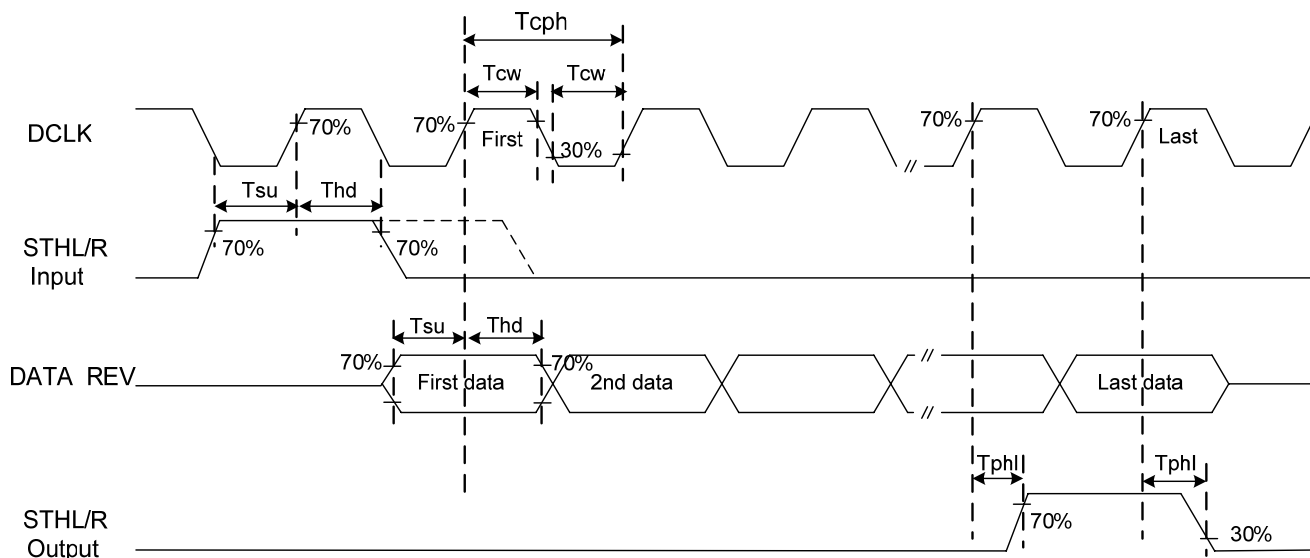 Tcph
Tcw Tcw
DCLK 70% 70% First 30% 70% 70% Last
Tsu Thd
STHL/R
Input
70% 70%
Tsu Thd
70% 70%
DATA REV First data 2nd data // Last data
//
Tphl Tphl
STHL/R
Output
70% 30%